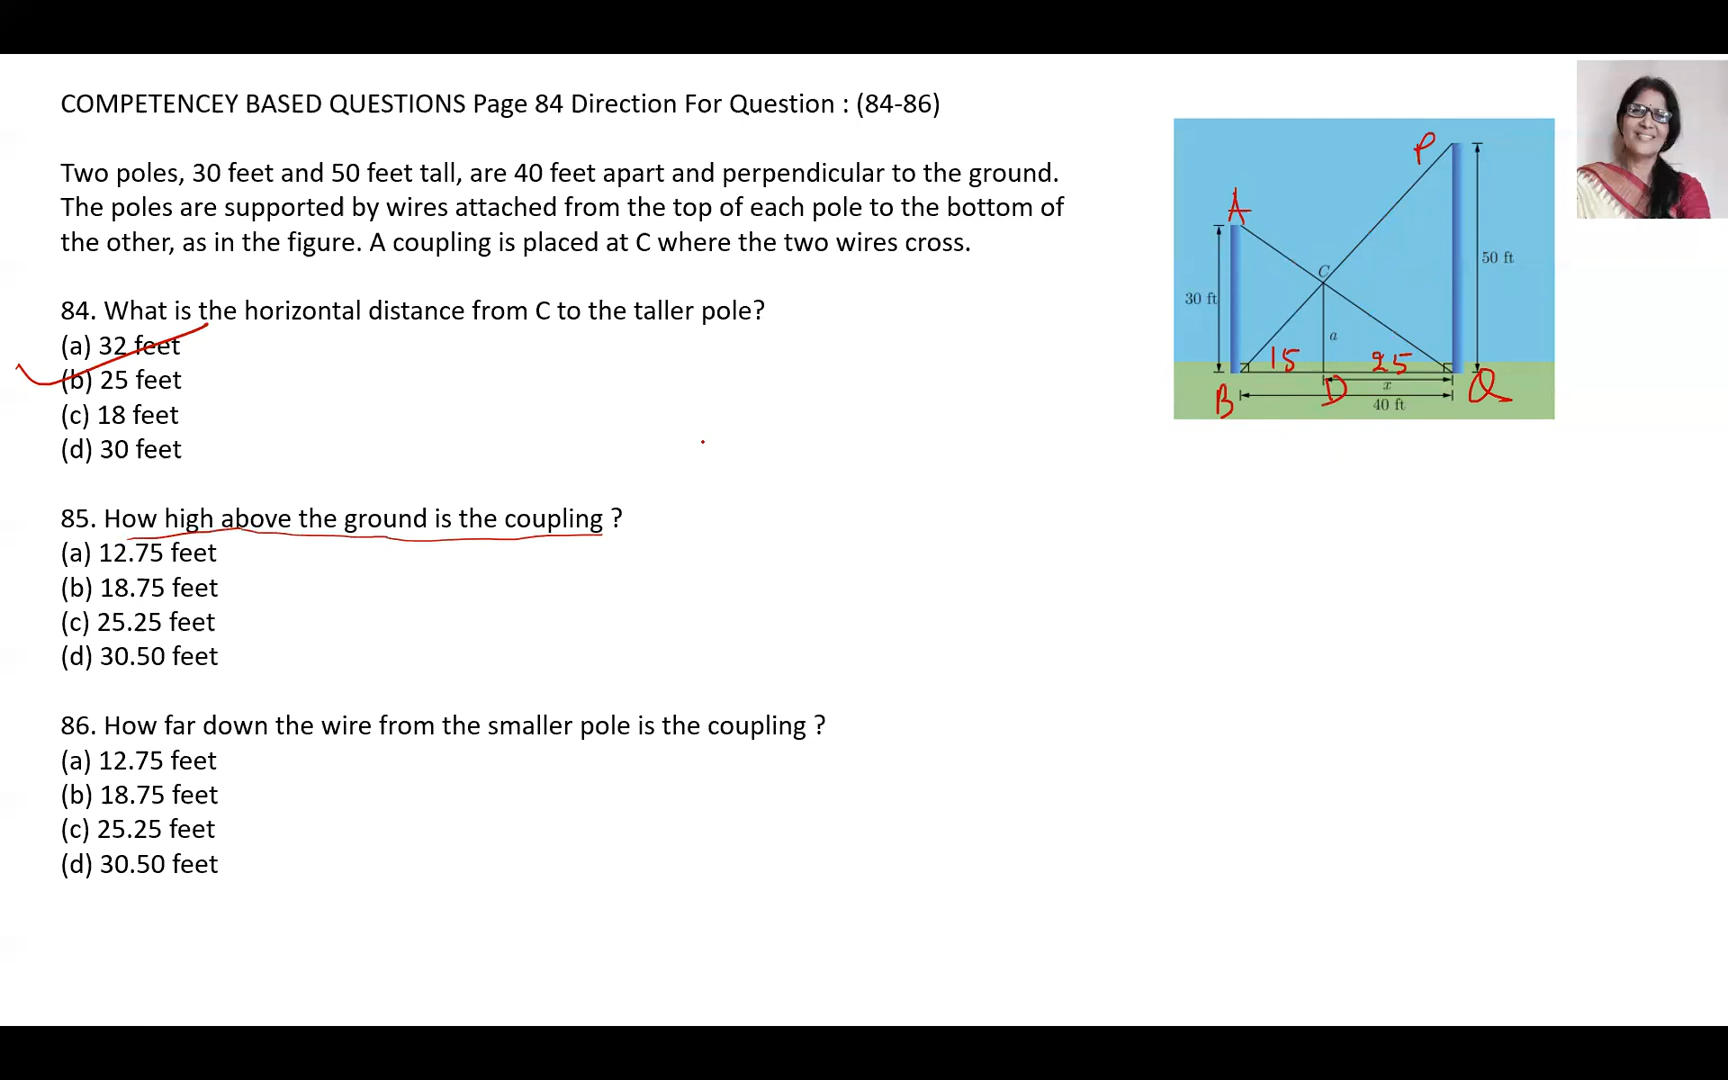 COMPETENCEY BASED QUESTIONS Page 84 Direction For Question : (84-86)
Two poles, 30 feet and 50 feet tall, are 40 feet apart and perpendicular to the ground.
The poles are supported by wires attached from the top of each pole to the bottom of
the other, as in the figure. A coupling is placed at C where the two wires cross.
84. What is the horizontal distance from C to the taller pole?
(a) 32 feet
(b) 25 feet
(c) 18 feet
(d) 30 feet
85. How high above the ground is the coupling ?
(a) 12.75 feet
(b) 18.75 feet
(c) 25.25 feet
(d) 30.50 feet
86. How far down the wire from the smaller pole is the coupling ?
(a) 12.75 feet
(b) 18.75 feet
(c) 25.25 feet
(d) 30.50 feet
P
A
C
50 ft
30 ft
a
15 25
B D x Q
40 ft